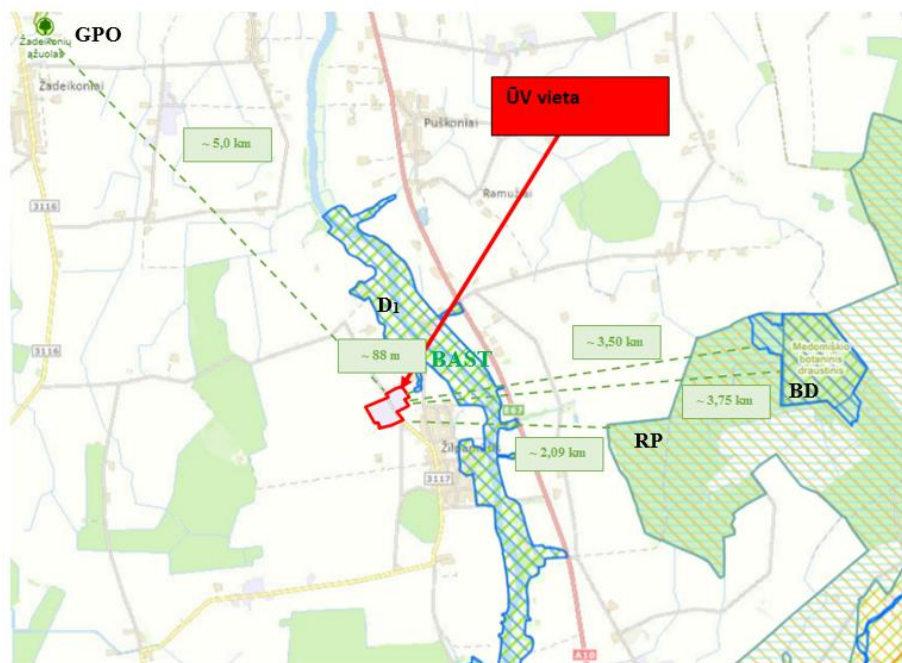 GPO
Žadeikonių
ąžuolas
Žadeikoniai
ŪV vieta
Puškoniai
~ 5,0 km
Ramužiai
3116
D1
3116
~ 3,50 km
~ 88 m
BAST
Medomiškio
botaninis
draustinis
BD
E67
~ 3,75 km
RP
~ 2,09 km
3117
A10